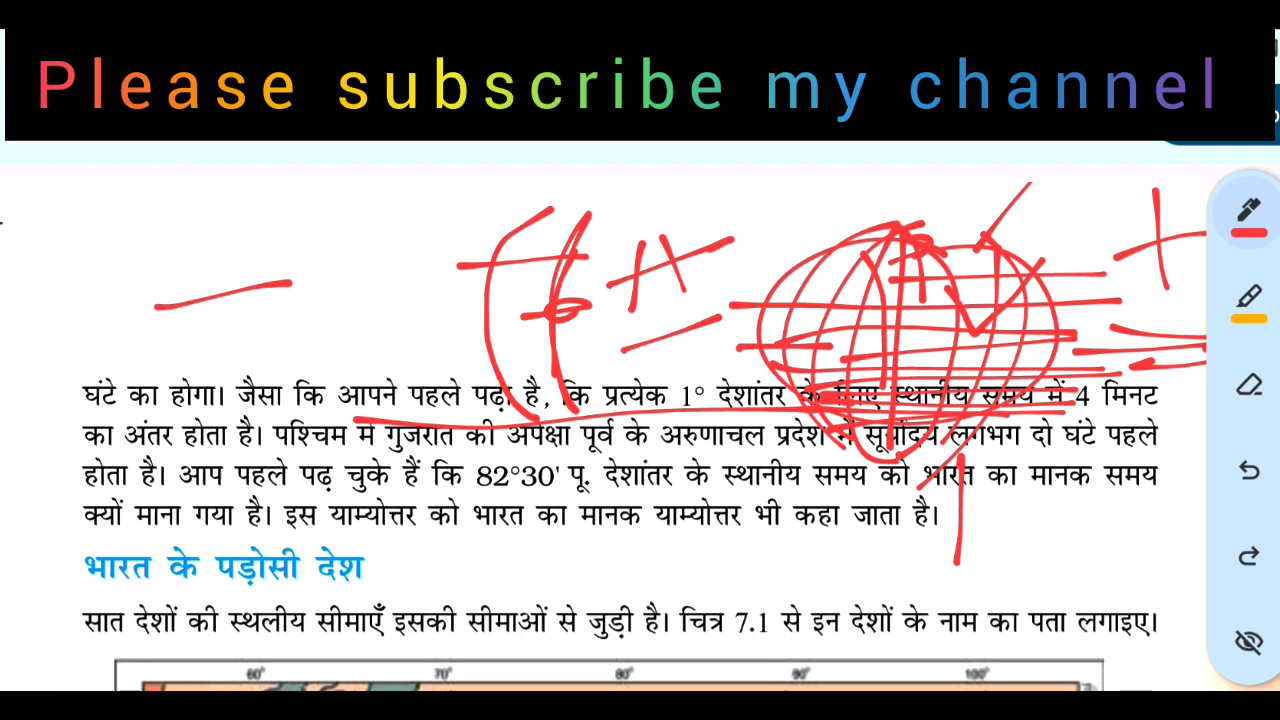 Please subscribe my channel
घंटे का होगा। जैसा कि आपने पहले पढ़ा है, कि प्रत्येक 1° देशांतर के लिए स्थानीय समय में 4 मिनट
का अंतर होता है। पश्चिम में गुजरात की अपेक्षा पूर्व के अरुणाचल प्रदेश में सूर्योदय लगभग दो घंटे पहले
होता है। आप पहले पढ़ चुके हैं कि 82°30' पू. देशांतर के स्थानीय समय को भारत का मानक समय
क्यों माना गया है। इस याम्योत्तर को भारत का मानक याम्योत्तर भी कहा जाता है।
भारत के पड़ोसी देश
सात देशों की स्थलीय सीमाएँ इसकी सीमाओं से जुड़ी है। चित्र 7.1 से इन देशों के नाम का पता लगाइए।
60° 70° 80° 90° 100°